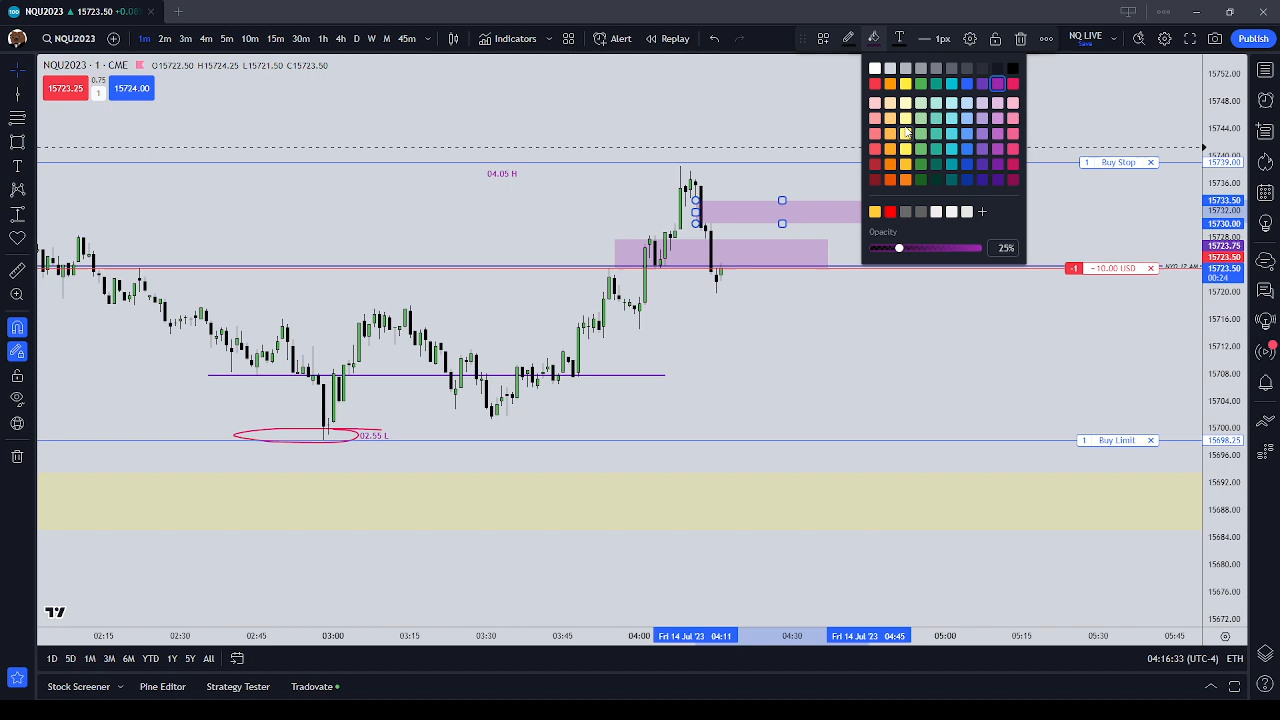 NQU2023 ▲ 15723.50 +0.08
NQU2023 1m 2m 3m 4m 5m 10m 15m 30m 1h 4h D W M 45m Indicators Alert Replay 1px NQ LIVE Save Publish
NQU2023 · 1 · CME O15722.50 H15724.25 L15721.50 C15723.50
15723.25 0.75 1 15724.00
04.05 H
1 Buy Stop
-1 -10.00 USD
02.55 L
1 Buy Limit
Opacity
25%
15752.00
15748.00
15744.00
15740.00
15739.00
15736.00
15733.50
15732.00
15730.00
15728.00
15723.75
15723.50
15723.50
00:24
15720.00
15716.00
15712.00
15708.00
15704.00
15700.00
15698.25
15696.00
15692.00
15688.00
15684.00
15680.00
15676.00
15672.00
02:15 02:30 02:45 03:00 03:15 03:30 03:45 04:00 Fri 14 Jul '23 04:11 04:30 Fri 14 Jul '23 04:45 05:00 05:15 05:30 05:45
1D 5D 1M 3M 6M YTD 1Y 5Y All 04:16:33 (UTC-4) ETH
Stock Screener Pine Editor Strategy Tester Tradovate